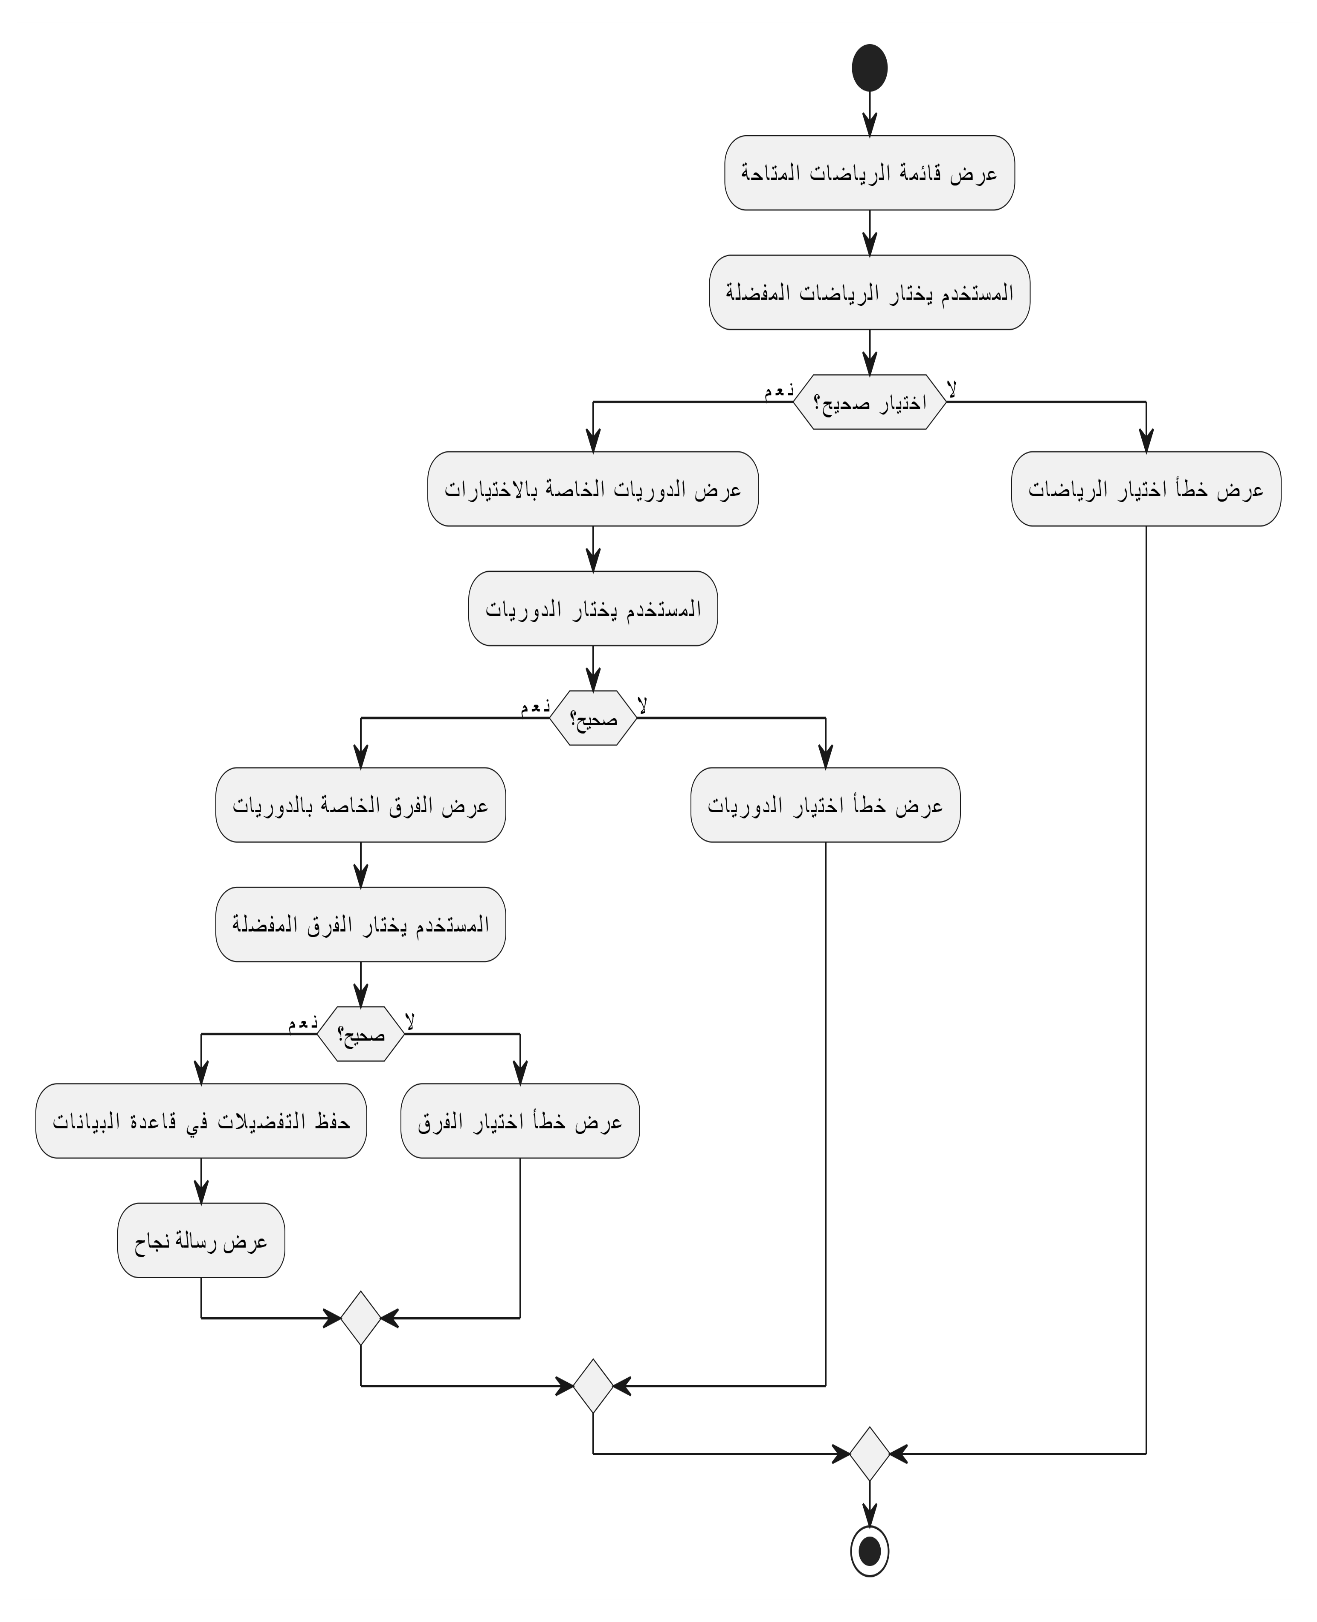 عرض قائمة الرياضات المتاحة
المستخدم يختار الرياضات المفضلة
اختيار صحيح؟
نعم
لا
عرض الدوريات الخاصة بالاختيارات
عرض خطأ اختيار الرياضات
المستخدم يختار الدوريات
صحيح؟
نعم
لا
عرض الفرق الخاصة بالدوريات
عرض خطأ اختيار الدوريات
المستخدم يختار الفرق المفضلة
صحيح؟
نعم
لا
حفظ التفضيلات في قاعدة البيانات
عرض خطأ اختيار الفرق
عرض رسالة نجاح